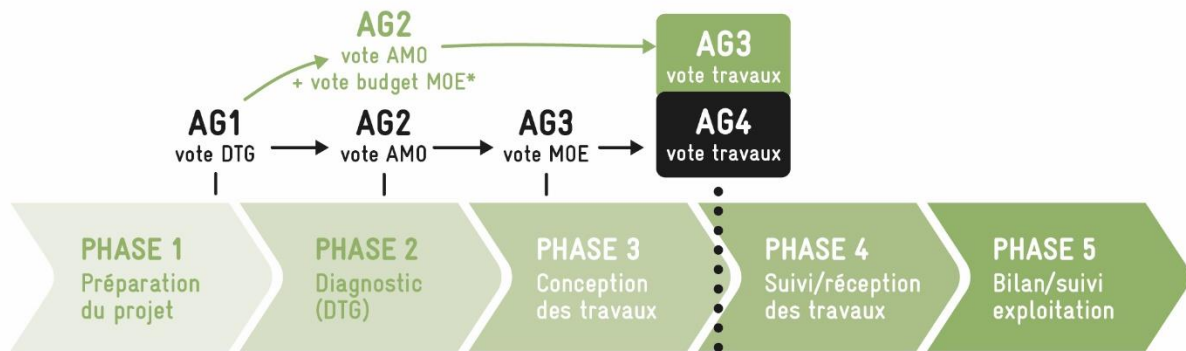 AG2
vote AMO
+ vote budget MOE*
AG3
vote travaux
AG1
vote DTG
AG2
vote AMO
AG3
vote MOE
AG4
vote travaux
PHASE 1
Préparation
du projet
PHASE 2
Diagnostic
(DTG)
PHASE 3
Conception
des travaux
PHASE 4
Suivi/réception
des travaux
PHASE 5
Bilan/suivi
exploitation